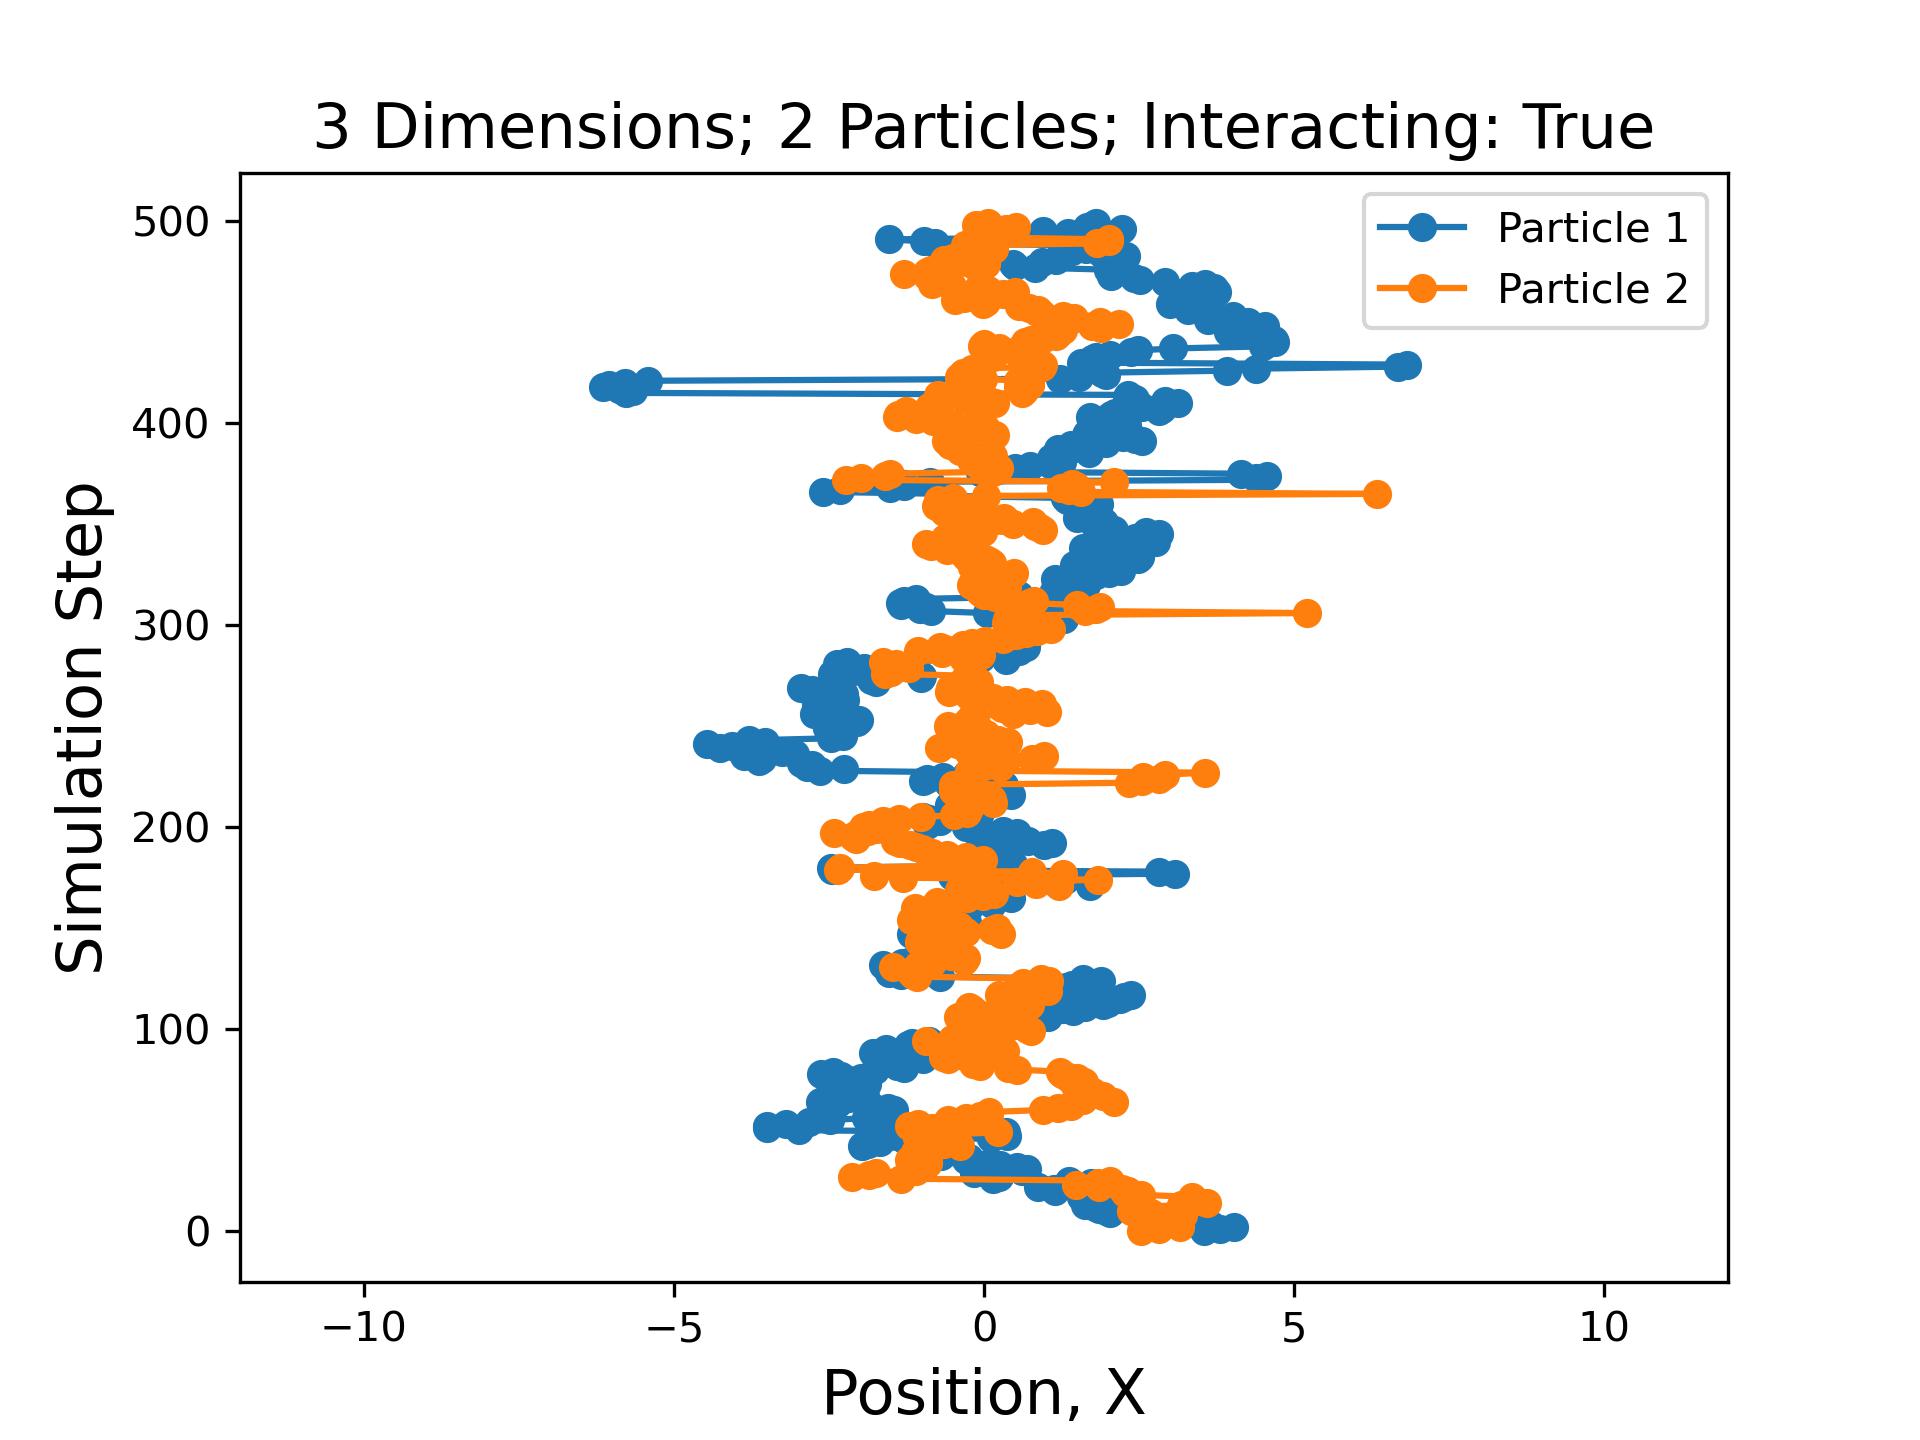 3 Dimensions; 2 Particles; Interacting: True
Particle 1
Particle 2
500
400
300
200
100
0
Simulation Step
−10
−5
0
5
10
Position, X